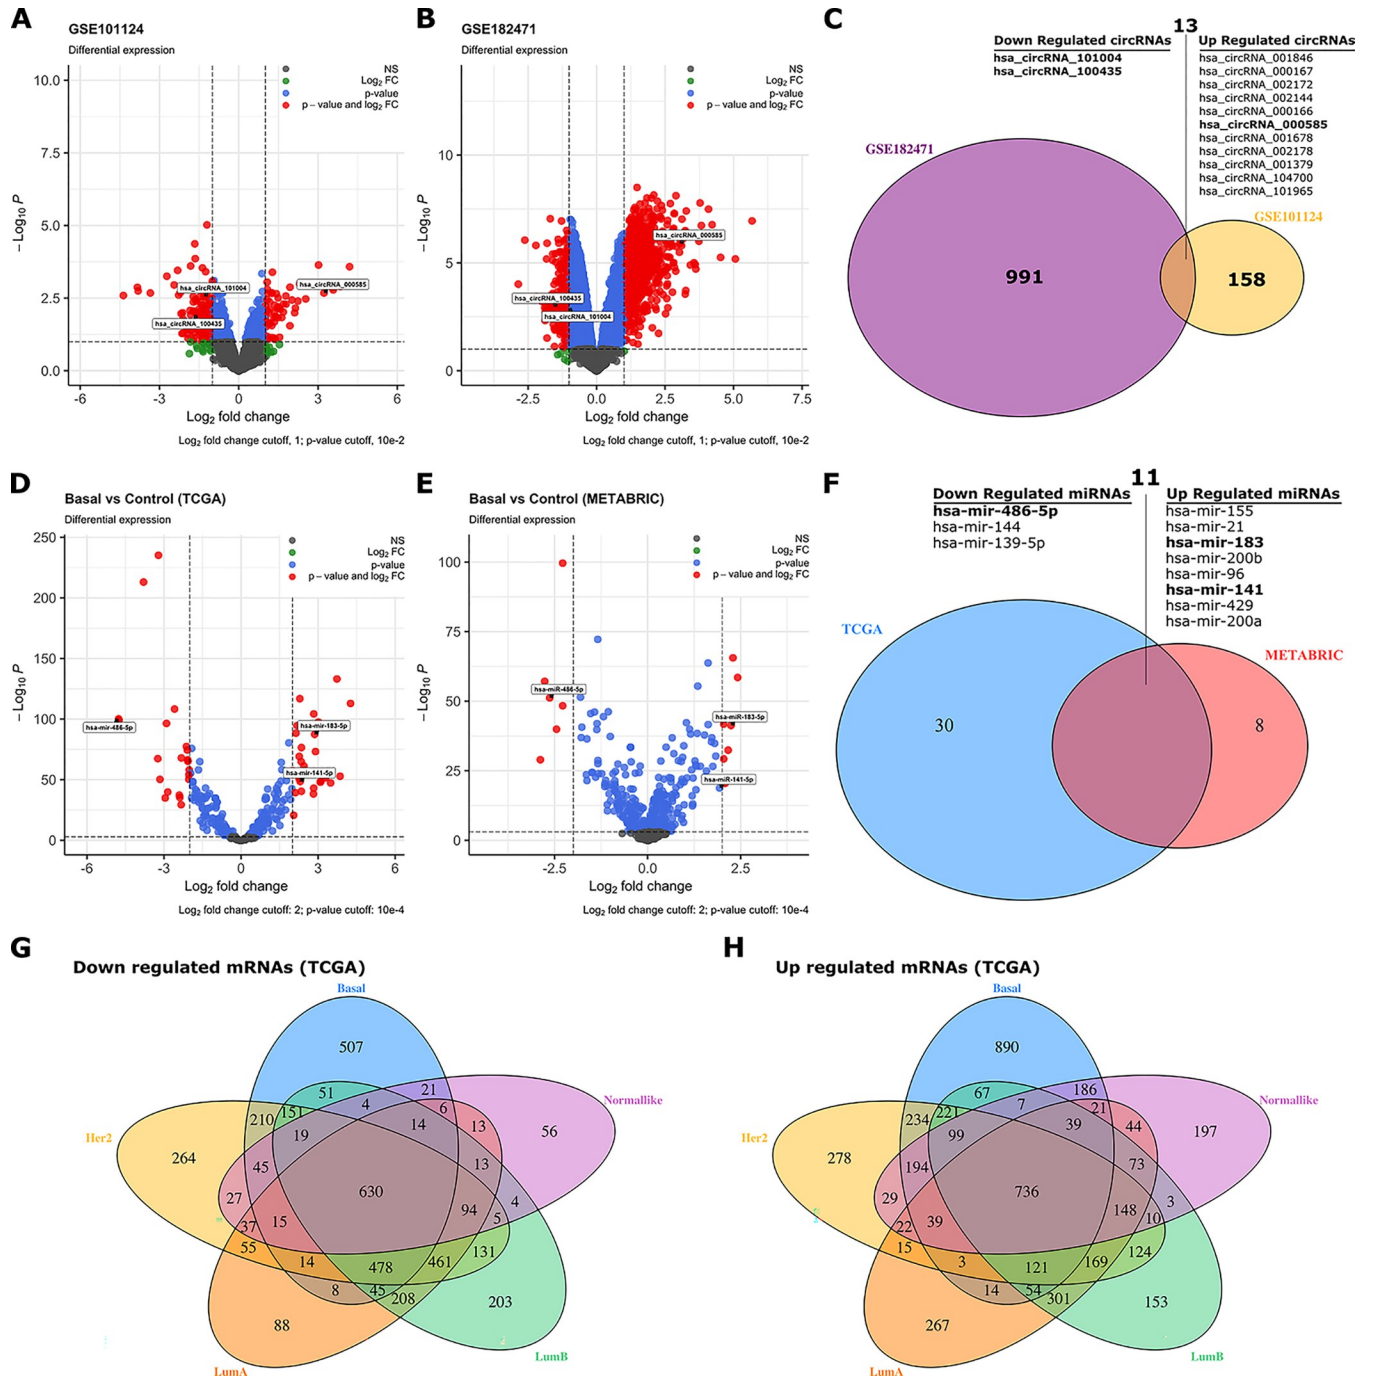 A
GSE101124
Differential expression
NS
Log2 FC
p-value
p – value and log2 FC
10.0
7.5
5.0
2.5
0.0
– Log10 P
hsa_circRNA_101004
hsa_circRNA_000585
hsa_circRNA_100435
-6
-3
0
3
6
Log2 fold change
Log2 fold change cutoff, 1; p-value cutoff, 10e-2
B
GSE182471
Differential expression
NS
Log2 FC
p-value
p – value and log2 FC
10
5
0
– Log10 P
hsa_circRNA_000585
hsa_circRNA_100435
hsa_circRNA_101004
-2.5
0.0
2.5
5.0
7.5
Log2 fold change
Log2 fold change cutoff, 1; p-value cutoff, 10e-2
C
13
Down Regulated circRNAs
hsa_circRNA_101004
hsa_circRNA_100435
Up Regulated circRNAs
hsa_circRNA_001846
hsa_circRNA_000167
hsa_circRNA_002172
hsa_circRNA_002144
hsa_circRNA_000166
hsa_circRNA_000585
hsa_circRNA_001678
hsa_circRNA_002178
hsa_circRNA_001379
hsa_circRNA_104700
hsa_circRNA_101965
GSE182471
GSE101124
991
158
D
Basal vs Control (TCGA)
Differential expression
NS
Log2 FC
p-value
p – value and log2 FC
250
200
150
100
50
0
– Log10 P
hsa-mir-486-5p
hsa-mir-183-5p
hsa-mir-141-5p
-6
-3
0
3
6
Log2 fold change
Log2 fold change cutoff: 2; p-value cutoff: 10e-4
E
Basal vs Control (METABRIC)
Differential expression
NS
Log2 FC
p-value
p – value and log2 FC
100
75
50
25
0
– Log10 P
hsa-miR-486-5p
hsa-miR-183-5p
hsa-miR-141-5p
-2.5
0.0
2.5
Log2 fold change
Log2 fold change cutoff: 2; p-value cutoff: 10e-4
F
11
Down Regulated miRNAs
hsa-mir-486-5p
hsa-mir-144
hsa-mir-139-5p
Up Regulated miRNAs
hsa-mir-155
hsa-mir-21
hsa-mir-183
hsa-mir-200b
hsa-mir-96
hsa-mir-141
hsa-mir-429
hsa-mir-200a
TCGA
METABRIC
30
8
G
Down regulated mRNAs (TCGA)
Basal
507
51
21
Normallike
210
151
4
6
13
56
Her2
264
19
14
45
13
27
630
4
37
15
94
5
55
14
478
461
131
8
45
208
203
88
LumB
LumA
H
Up regulated mRNAs (TCGA)
Basal
890
67
186
Normallike
234
221
7
21
44
197
Her2
278
99
39
194
73
29
736
3
22
39
148
10
15
3
121
169
124
14
54
301
153
267
LumB
LumA